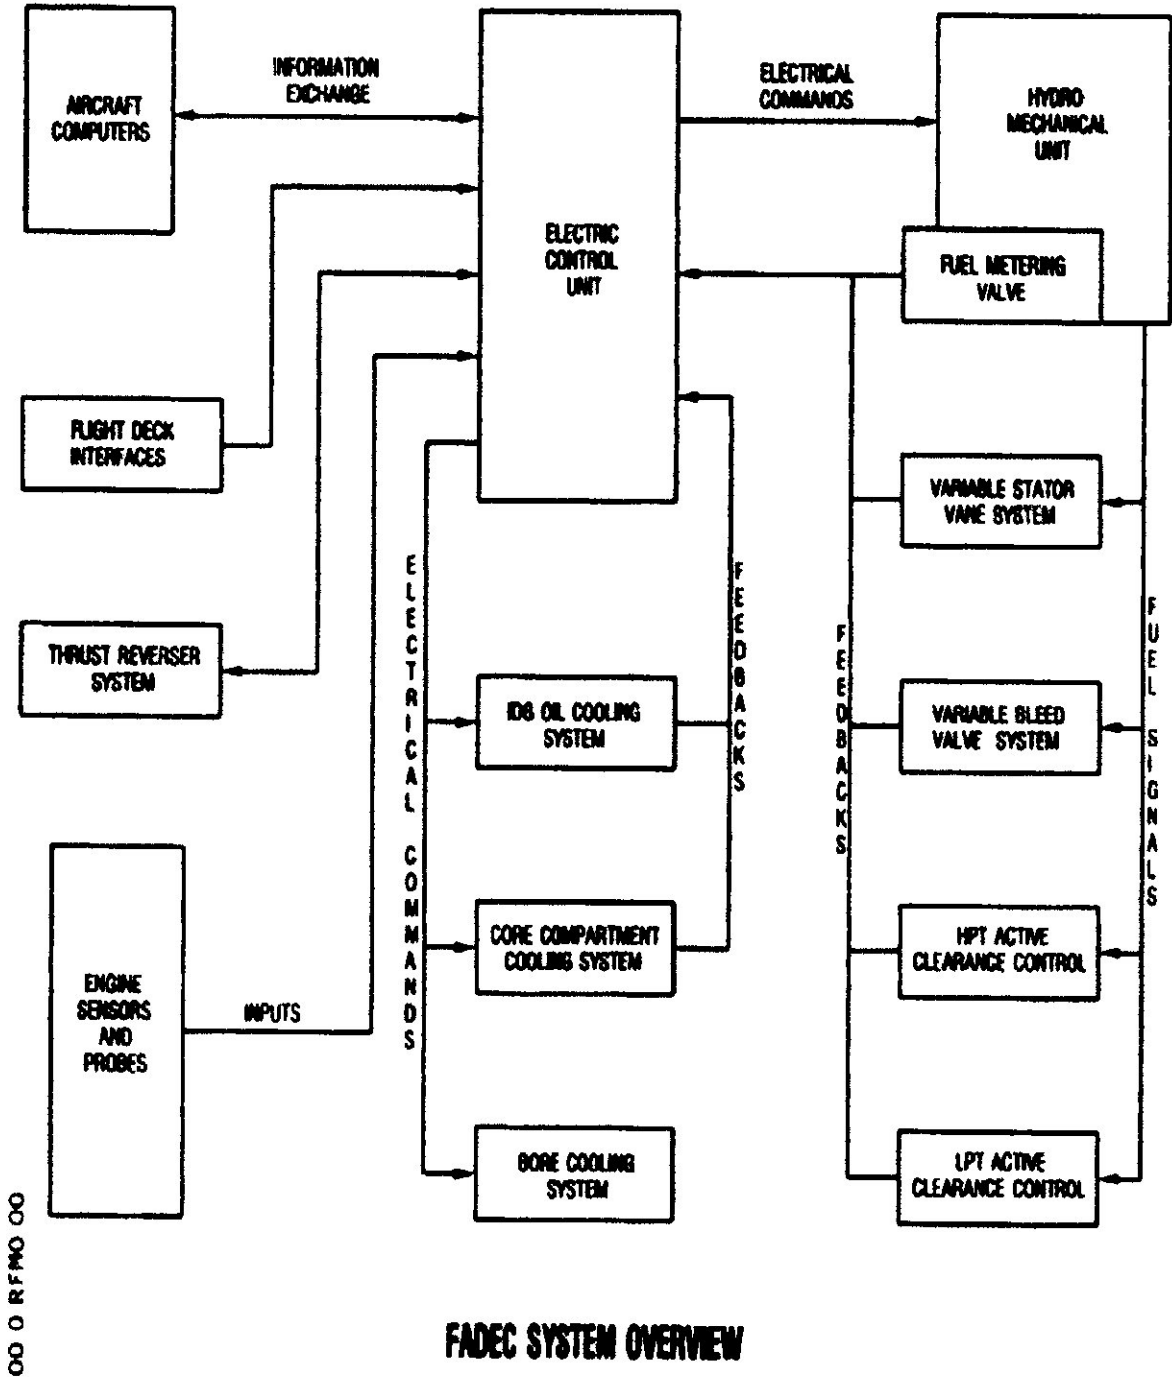 AIRCRAFT
COMPUTERS
INFORMATION
EXCHANGE
ELECTRIC
CONTROL
UNIT
ELECTRICAL
COMMANDS
HYDRO
MECHANICAL
UNIT
FUEL METERING
VALVE
FLIGHT DECK
INTERFACES
THRUST REVERSER
SYSTEM
ENGINE
SENSORS
AND
PROBES
INPUTS
ELECTRICAL COMMANDS
FEEDBACKS
IDG OIL COOLING
SYSTEM
CORE COMPARTMENT
COOLING SYSTEM
BORE COOLING
SYSTEM
FEEDBACKS
VARIABLE STATOR
VANE SYSTEM
VARIABLE BLEED
VALVE SYSTEM
HPT ACTIVE
CLEARANCE CONTROL
LPT ACTIVE
CLEARANCE CONTROL
FUEL SIGNALS
FADEC SYSTEM OVERVIEW